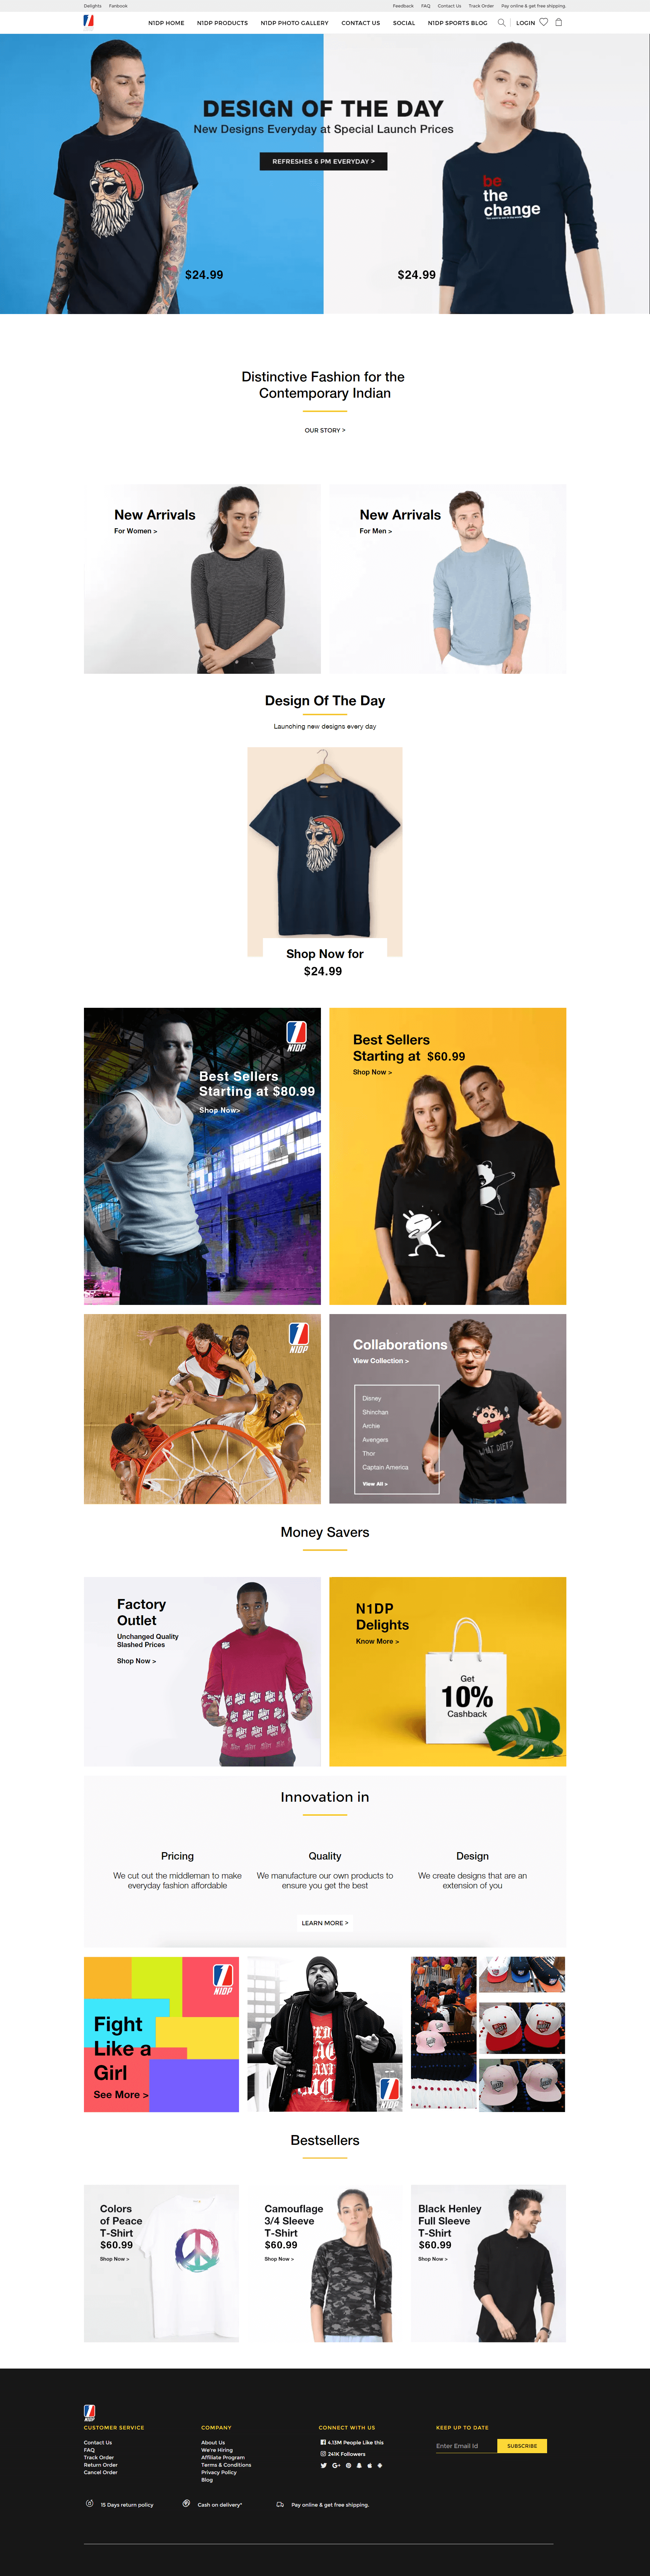 Delights Fanbook Feedback FAQ Contact Us Track Order Pay online & get free shipping.
N1DP HOME N1DP PRODUCTS N1DP PHOTO GALLERY CONTACT US SOCIAL N1DP SPORTS BLOG LOGIN
DESIGN OF THE DAY
New Designs Everyday at Special Launch Prices
REFRESHES 6 PM EVERYDAY >
be
the
change
$24.99
$24.99
Distinctive Fashion for the
Contemporary Indian
OUR STORY >
New Arrivals
For Women >
New Arrivals
For Men >
Design Of The Day
Launching new designs every day
Shop Now for
$24.99
N1DP
Best Sellers
Starting at $80.99
Shop Now>
Best Sellers
Starting at $60.99
Shop Now >
N1DP
Collaborations
View Collection >
Disney
Shinchan
Archie
Avengers
Thor
Captain America
View All >
WHAT DIET?
Money Savers
Factory
Outlet
Unchanged Quality
Slashed Prices
Shop Now >
N1DP
Delights
Know More >
Get
10%
Cashback
Innovation in
Pricing
We cut out the middleman to make
everyday fashion affordable
Quality
We manufacture our own products to
ensure you get the best
Design
We create designs that are an
extension of you
LEARN MORE >
N1DP
Fight
Like a
Girl
See More >
N1DP
Bestsellers
Colors
of Peace
T-Shirt
$60.99
Shop Now >
Camouflage
3/4 Sleeve
T-Shirt
$60.99
Shop Now >
Black Henley
Full Sleeve
T-Shirt
$60.99
Shop Now >
N1DP
CUSTOMER SERVICE
Contact Us
FAQ
Track Order
Return Order
Cancel Order
COMPANY
About Us
We're Hiring
Affiliate Program
Terms & Conditions
Privacy Policy
Blog
CONNECT WITH US
4.13M People Like this
241K Followers
KEEP UP TO DATE
Enter Email Id SUBSCRIBE
15 Days return policy Cash on delivery* Pay online & get free shipping.